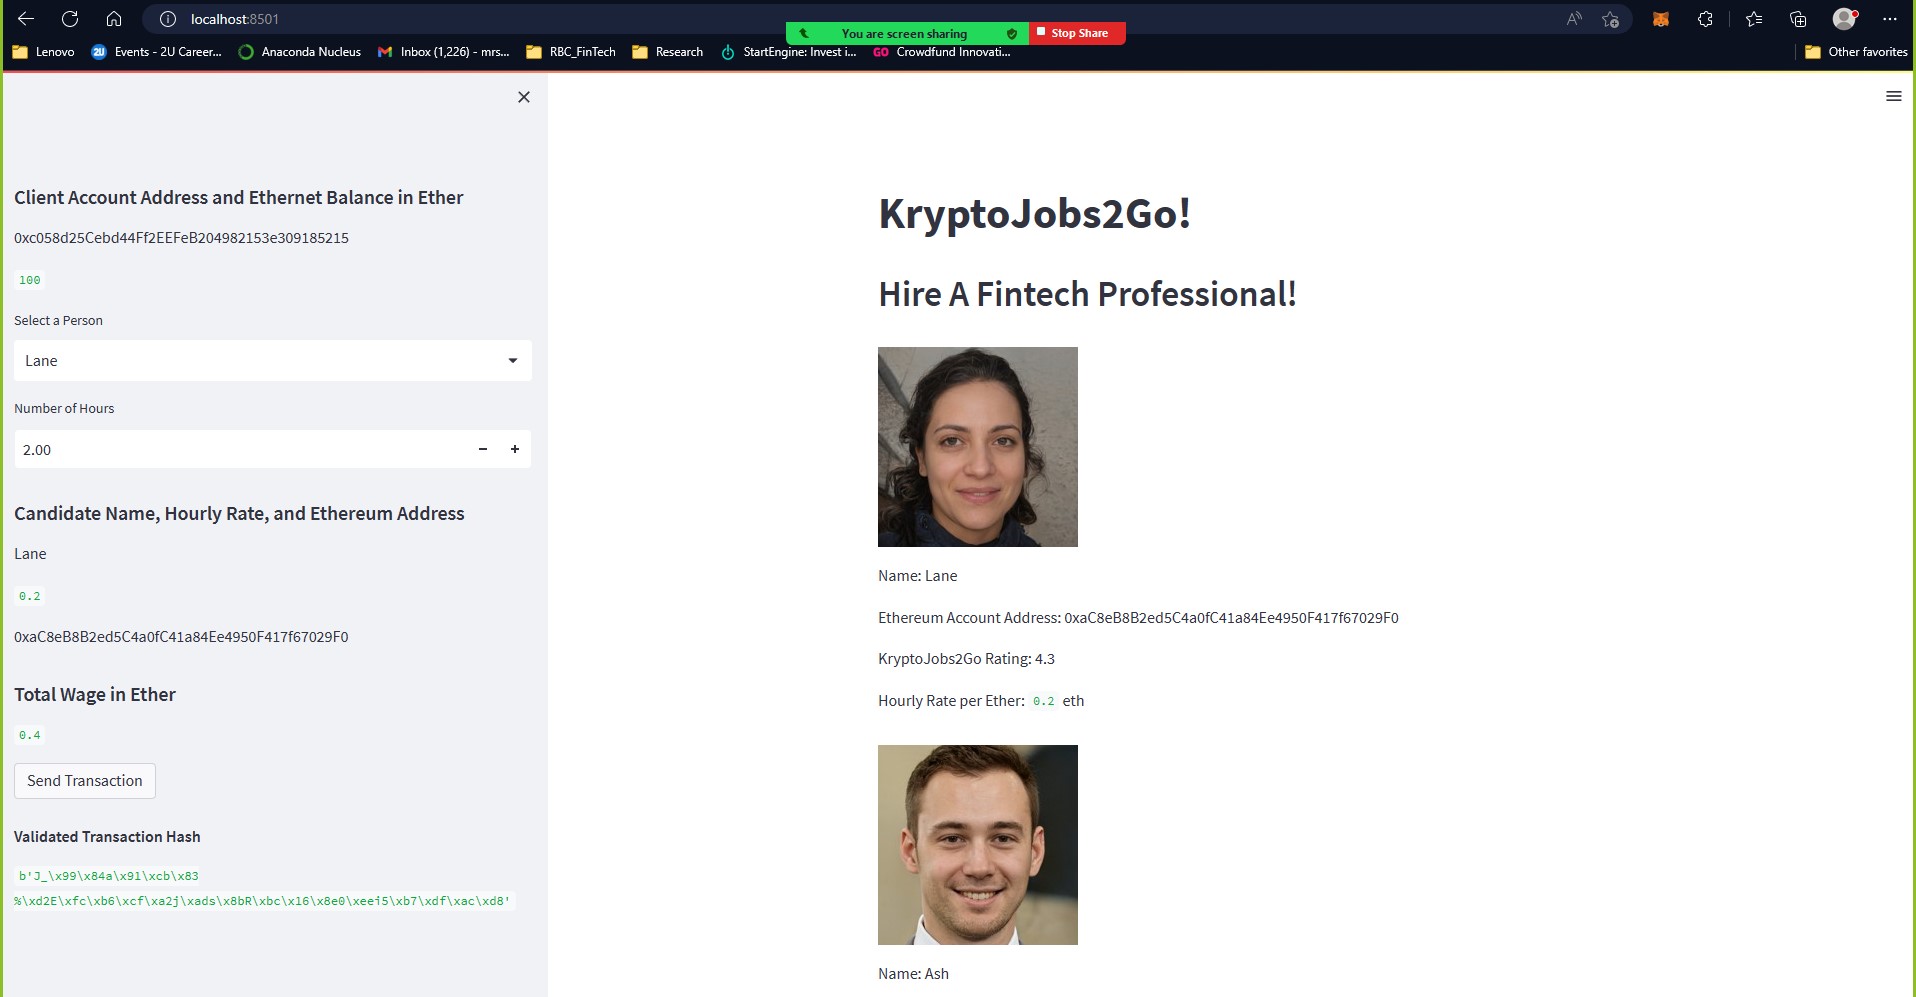 localhost:8501
You are screen sharing
Stop Share
Lenovo
Events - 2U Career...
Anaconda Nucleus
Inbox (1,226) - mrs...
RBC_FinTech
Research
StartEngine: Invest i...
GO Crowdfund Innovati...
Other favorites
Client Account Address and Ethernet Balance in Ether
0xc058d25Cebd44Ff2EEFeB204982153e309185215
100
Select a Person
Lane
Number of Hours
2.00
Candidate Name, Hourly Rate, and Ethereum Address
Lane
0.2
0xaC8eB8B2ed5C4a0fC41a84Ee4950F417f67029F0
Total Wage in Ether
0.4
Send Transaction
Validated Transaction Hash
b'J_\x99\x84a\x91\xcb\x83
%\xd2E\xfc\xb6\xcf\xa2j\xads\x8bR\xbc\x16\x8e0\xeei5\xb7\xdf\xac\xd8'
KryptoJobs2Go!
Hire A Fintech Professional!
Name: Lane
Ethereum Account Address: 0xaC8eB8B2ed5C4a0fC41a84Ee4950F417f67029F0
KryptoJobs2Go Rating: 4.3
Hourly Rate per Ether: 0.2 eth
Name: Ash